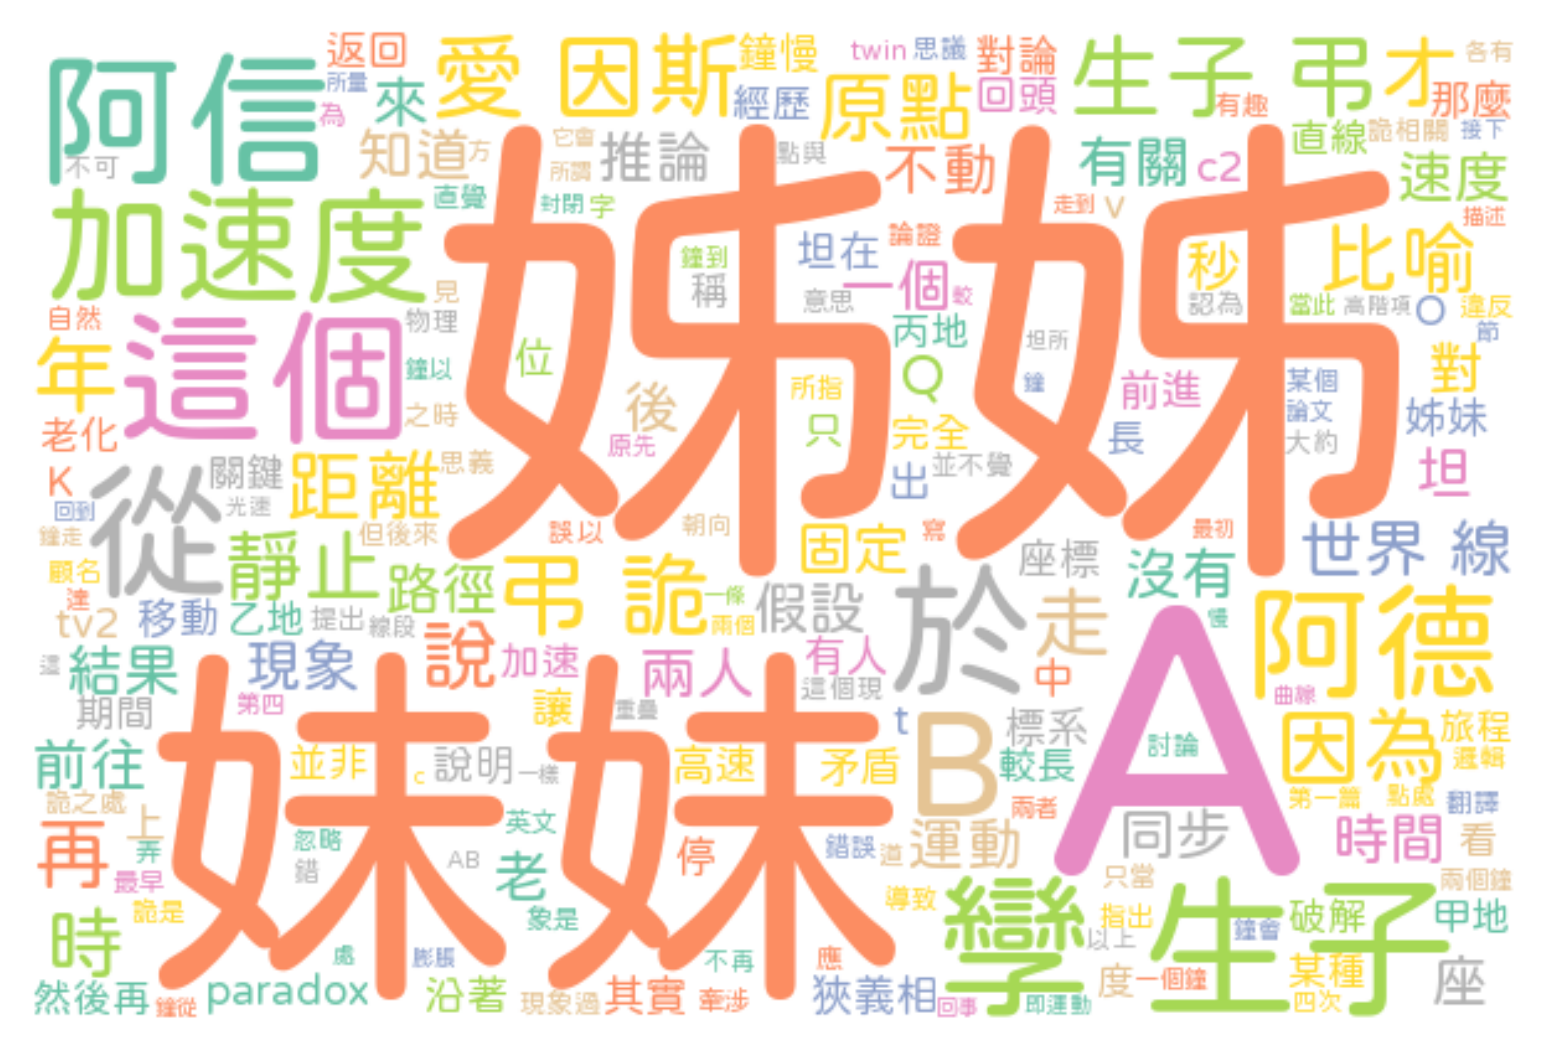 返回
愛
因斯
鐘慢
twin
思議
對論
生子
弔
才
各有
阿信
所量
為
來
經歷
原點
回頭
有趣
那麼
不可
知道
方
它會
所謂
推論
點與
不動
有關
c2
直線
詭相關
接下
速度
加速度
直覺
封閉
字
姊姊
走到
V
描述
論證
坦在
一個
較
鐘到
稱
意思
秒
認為
比喻
自然
見
物理
這個
年
鐘以
位
丙地
坦所
當此
高階項
O
違反
節
對
老化
之時
後
原先
所指
只
Q
完全
鐘
前進
長
某個
論文
大約
姊妹
K
回到
從
關鍵
光速
距離
思義
出
並不覺
坦
鐘走
顧名
達
靜止
但後來
誤以
朝向
固定
寫
最初
座標
沒有
世界
線
tv2
移動
乙地
提出
線段
路徑
弔
詭
一條
兩個
假設
於
走
慢
阿德
這
結果
現象
說
加速
兩人
有人
這個現
中
A
曲線
期間
第四
妹妹
讓
重疊
t
B
標系
討論
因為
旅程
邏輯
前往
並非
c
說明
一樣
高速
矛盾
較長
第一篇
點處
翻譯
詭之處
再
上
弄
忽略
錯
英文
兩者
同步
時間
看
最早
AB
老
停
錯誤
道
運動
只當
兩個鐘
時
詭是
象是
導致
孿生子
指出
以上
鐘會
破解
甲地
處
膨脹
不再
應
度
一個鐘
某種
四次
座
然後再
鐘從
paradox
沿著
現象過
其實
牽涉
狹義相
回事
即運動